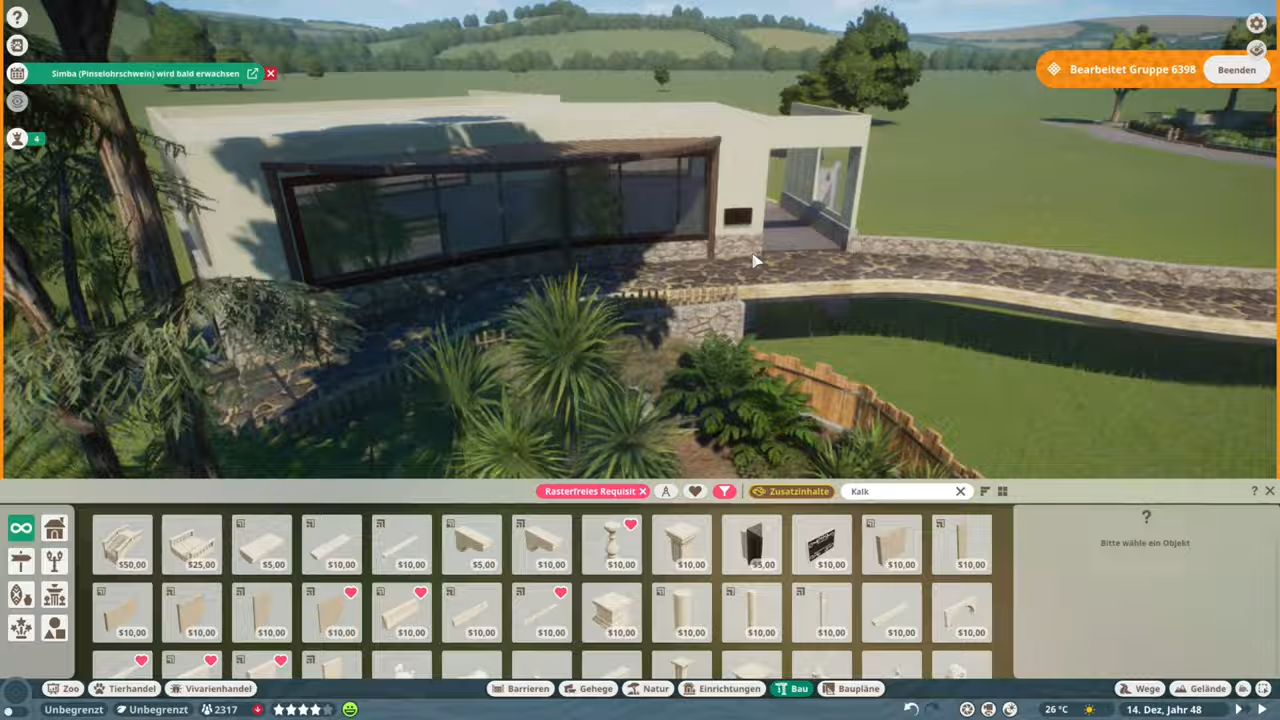 ?
Simba (Pinselohrschwein) wird bald erwachsen
4
Bearbeitet Gruppe 6398
Beenden
Rasterfreies Requisit
Zusatzinhalte
Kalk
?
$50,00 $25,00 $5,00 $10,00 $10,00 $5,00 $10,00 $10,00 $10,00 $5,00 $10,00 $10,00 $10,00
$10,00 $10,00 $10,00 $10,00 $10,00 $10,00 $10,00 $10,00 $10,00 $10,00 $10,00 $10,00 $10,00
?
Bitte wähle ein Objekt
Zoo Tierhandel Vivarienhandel Barrieren Gehege Natur Einrichtungen Bau Baupläne Wege Gelände
Unbegrenzt Unbegrenzt 2317 26 °C 14. Dez, Jahr 48